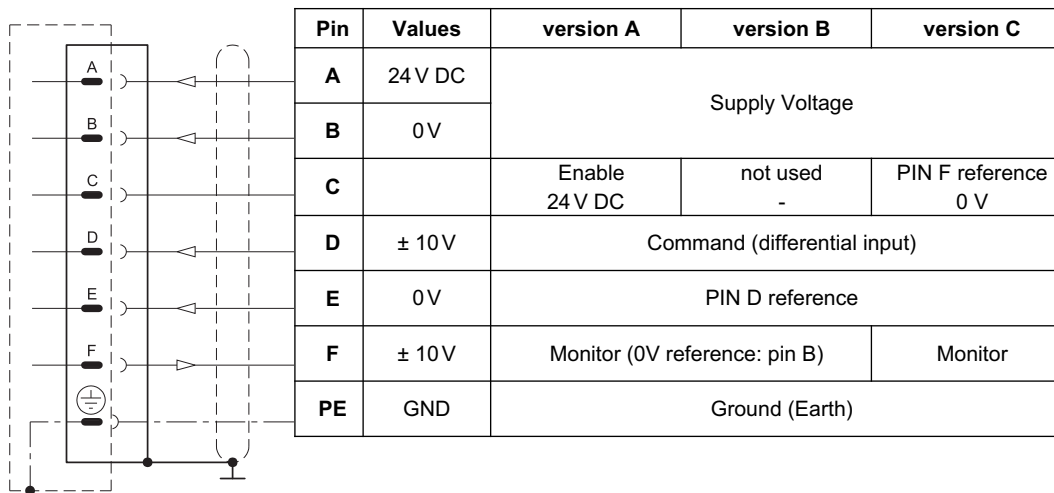 Pin Values version A version B version C
A 24 V DC
Supply Voltage
B 0 V
C Enable not used PIN F reference
24 V DC - 0 V
D ± 10 V Command (differential input)
E 0 V PIN D reference
F ± 10 V Monitor (0V reference: pin B) Monitor
PE GND Ground (Earth)
A
B
C
D
E
F